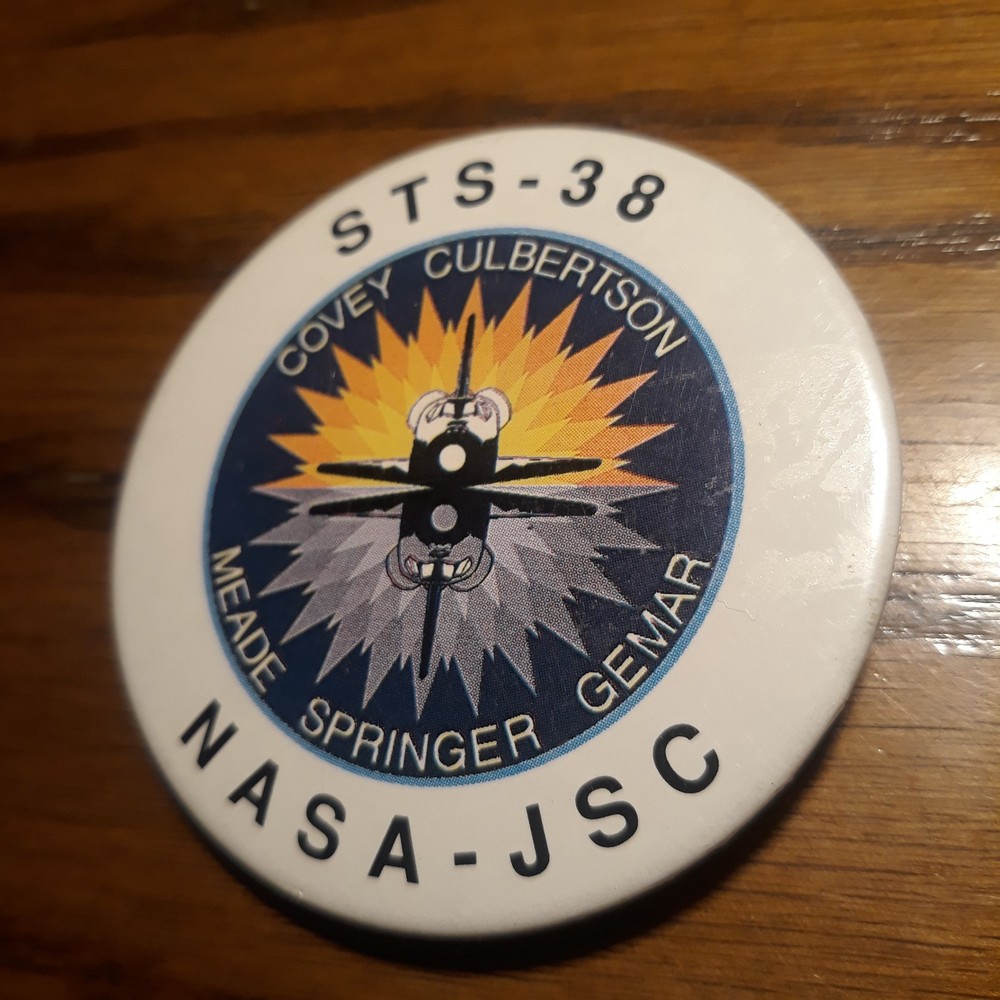 STS-38
COVEY CULBERTSON
MEADE SPRINGER GEMAR
NASA-JSC